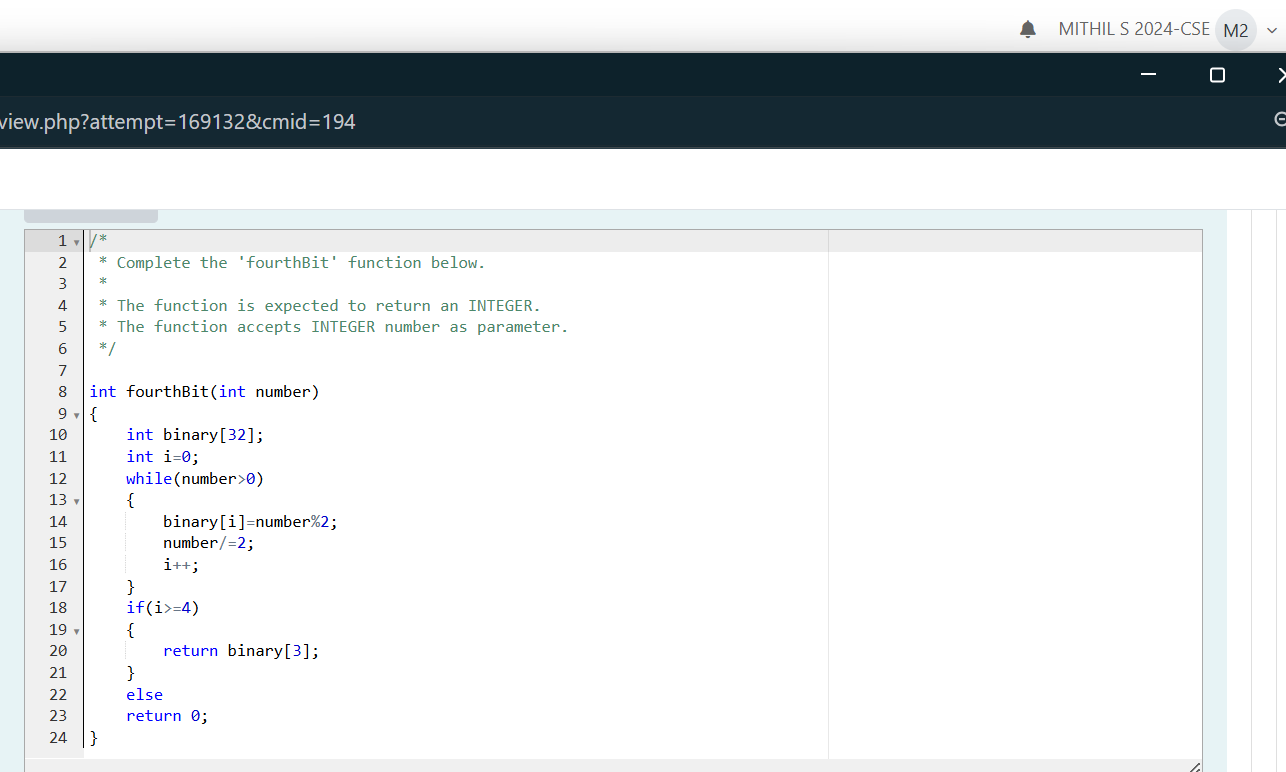 MITHIL S 2024-CSE M2
view.php?attempt=169132&cmid=194
1 /*
2 * Complete the 'fourthBit' function below.
3 *
4 * The function is expected to return an INTEGER.
5 * The function accepts INTEGER number as parameter.
6 */
7
8 int fourthBit(int number)
9 {
10 int binary[32];
11 int i=0;
12 while(number>0)
13 {
14 binary[i]=number%2;
15 number/=2;
16 i++;
17 }
18 if(i>=4)
19 {
20 return binary[3];
21 }
22 else
23 return 0;
24 }